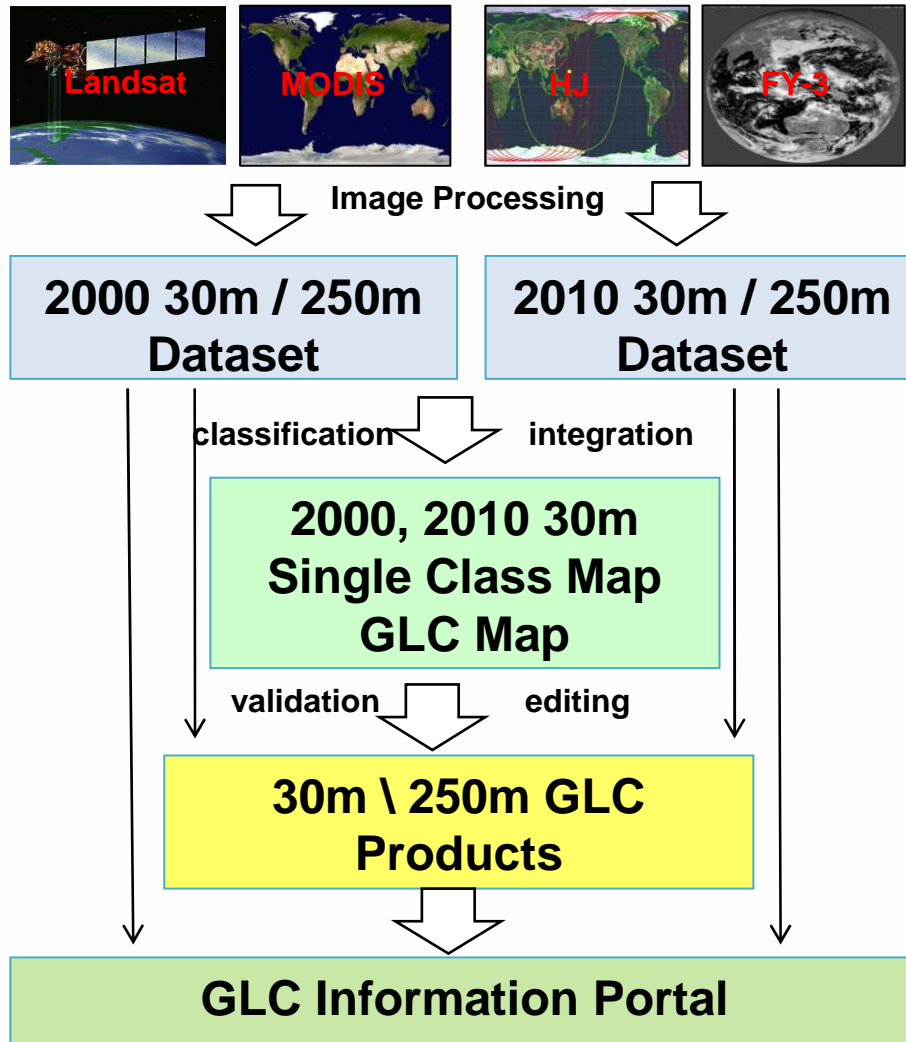 Landsat
MODIS
HJ
FY-3
Image Processing
2000 30m / 250m
Dataset
2010 30m / 250m
Dataset
classification
integration
2000, 2010 30m
Single Class Map
GLC Map
validation
editing
30m \ 250m GLC
Products
GLC Information Portal